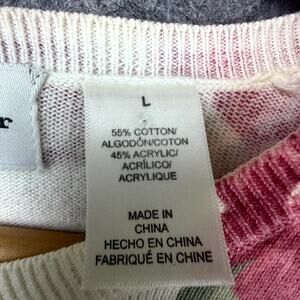 r
L
55% COTTON/
ALGODÓN/COTON
45% ACRYLIC/
ACRÍLICO/
ACRYLIQUE
MADE IN
CHINA
HECHO EN CHINA
FABRIQUÉ EN CHINE